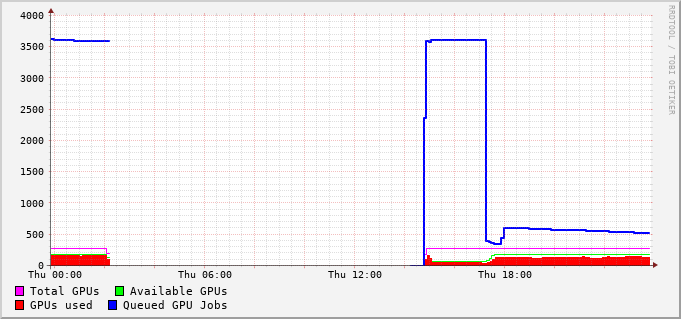 4000
3500
3000
2500
2000
1500
1000
500
0
Thu 00:00 Thu 06:00 Thu 12:00 Thu 18:00
Total GPUs Available GPUs
GPUs used Queued GPU Jobs
RRDTOOL / TOBI OETIKER